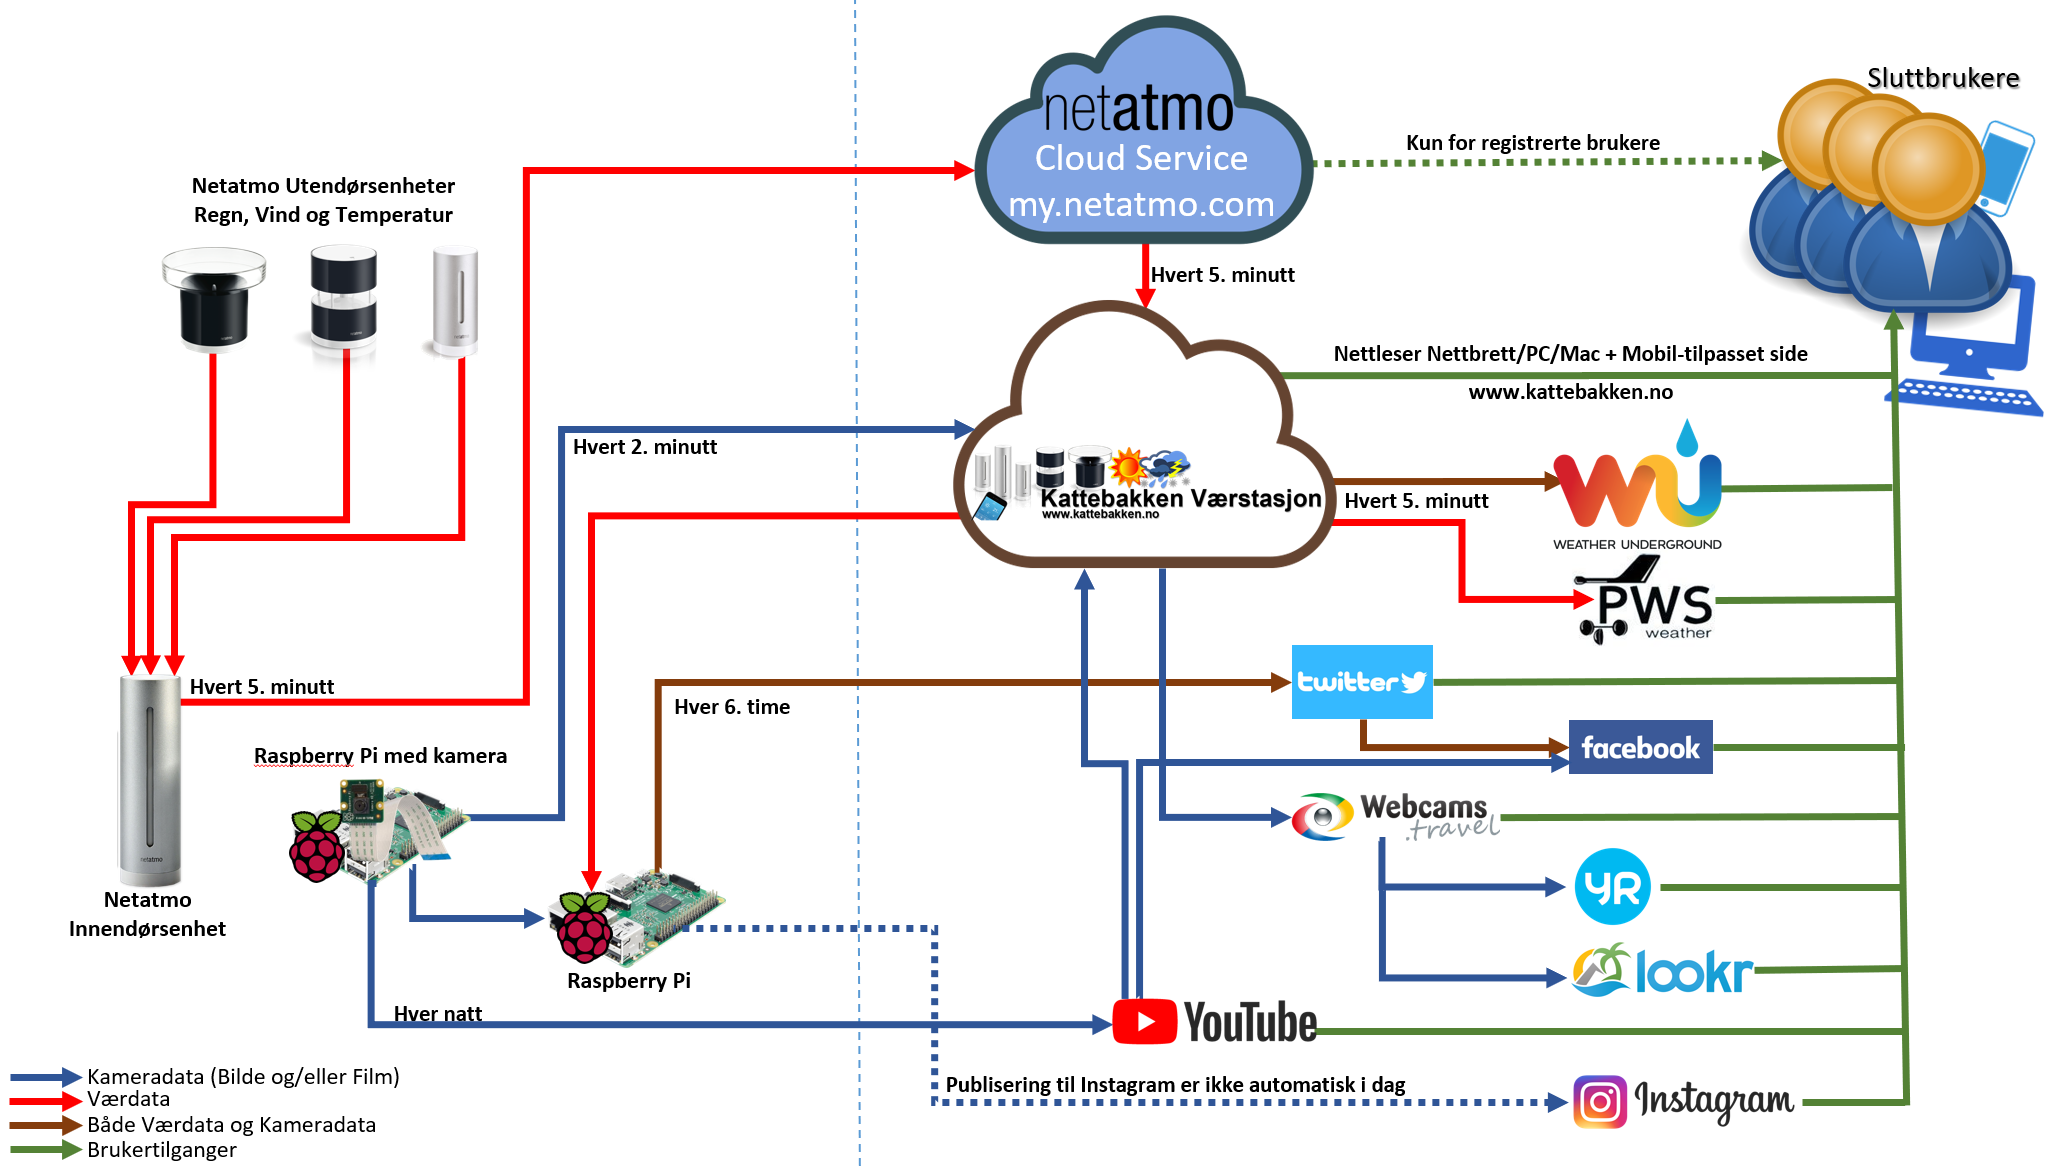 netatmo
Cloud Service
my.netatmo.com
Sluttbrukere
Kun for registrerte brukere
Netatmo Utendørsenheter
Regn, Vind og Temperatur
Hvert 5. minutt
Nettleser Nettbrett/PC/Mac + Mobil-tilpasset side
www.kattebakken.no
Hvert 2. minutt
Kattebakken Værstasjon
www.kattebakken.no
Hvert 5. minutt
WU
WEATHER UNDERGROUND
PWS
weather
Hvert 5. minutt
Hver 6. time
twitter
facebook
Raspberry Pi med kamera
Webcams
.travel
netatmo
Netatmo
Innendørsenhet
yr
lookr
Raspberry Pi
Hver natt
YouTube
Publisering til Instagram er ikke automatisk i dag
Instagram
Kameradata (Bilde og/eller Film)
Værdata
Både Værdata og Kameradata
Brukertilganger